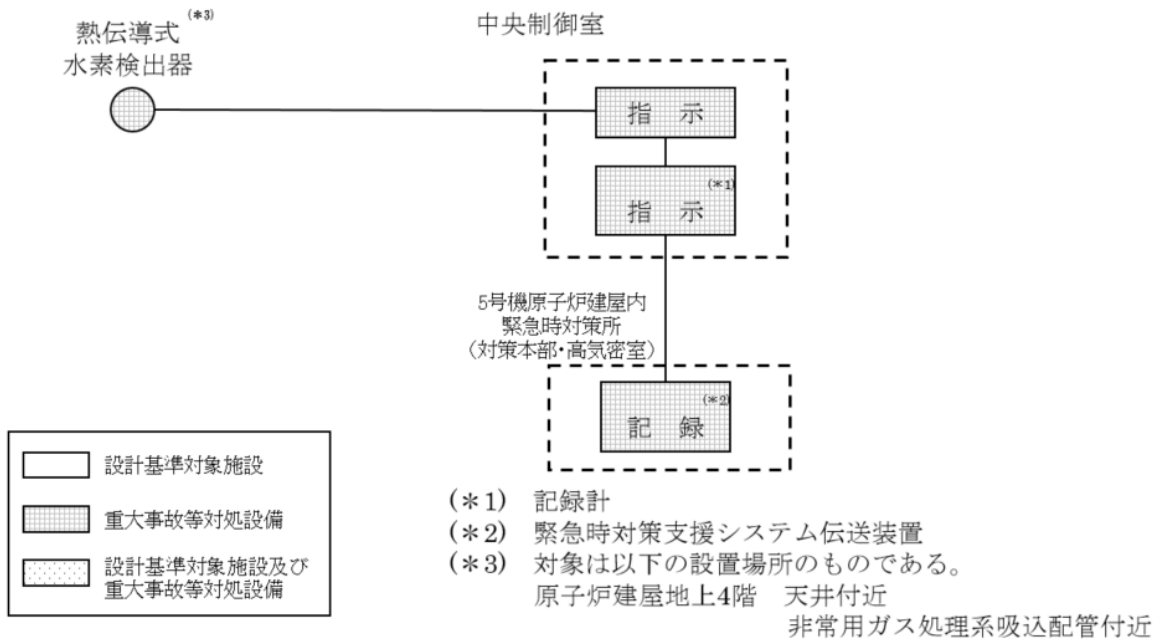 熱伝導式(*3)
水素検出器
中央制御室
指　示
指　示(*1)
5号機原子炉建屋内
緊急時対策所
(対策本部・高気密室)
記　録(*2)
設計基準対象施設
重大事故等対処設備
設計基準対象施設及び
重大事故等対処設備
(*1)　記録計
(*2)　緊急時対策支援システム伝送装置
(*3)　対象は以下の設置場所のものである。
原子炉建屋地上4階　天井付近
非常用ガス処理系吸込配管付近